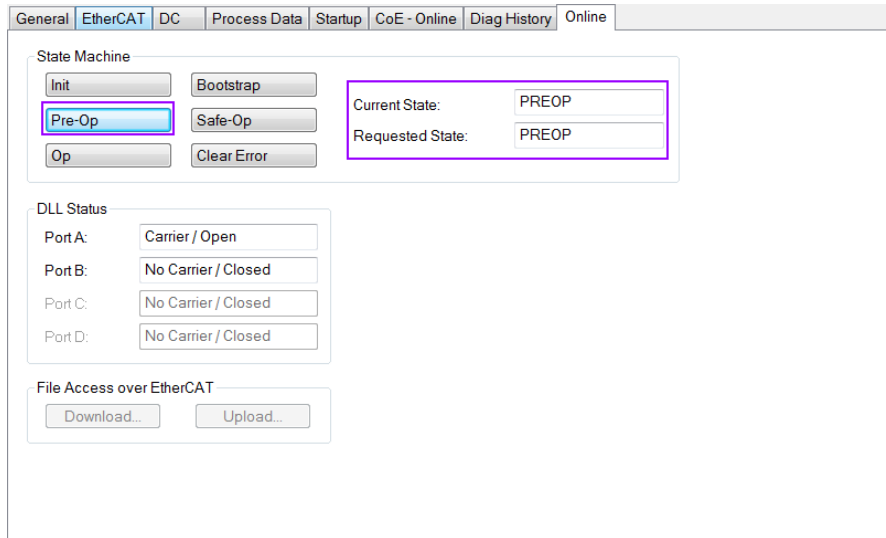 General EtherCAT DC Process Data Startup CoE - Online Diag History Online
State Machine
Init Bootstrap
Current State: PREOP
Pre-Op Safe-Op
Requested State: PREOP
Op Clear Error
DLL Status
Port A: Carrier / Open
Port B: No Carrier / Closed
Port C: No Carrier / Closed
Port D: No Carrier / Closed
File Access over EtherCAT
Download... Upload...